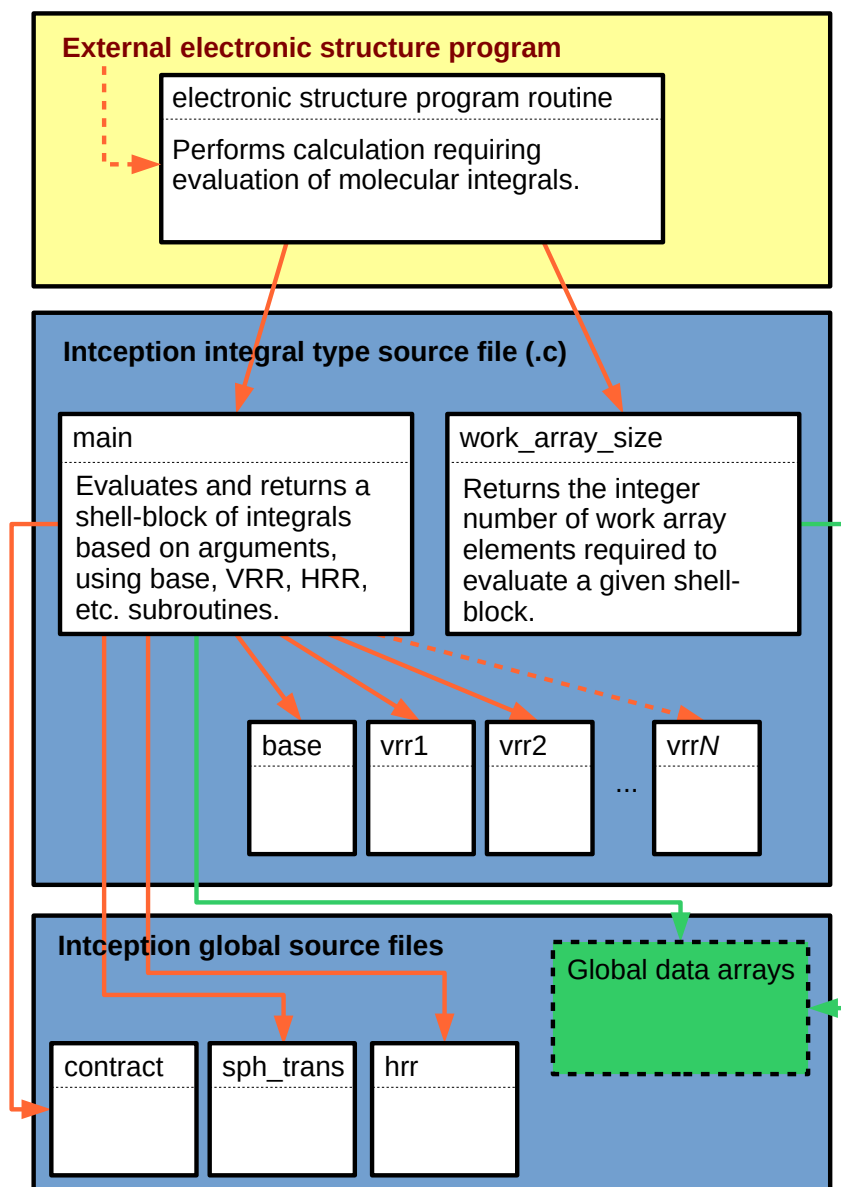 External electronic structure program
electronic structure program routine
Performs calculation requiring
evaluation of molecular integrals.
Intception integral type source file (.c)
main
Evaluates and returns a
shell-block of integrals
based on arguments,
using base, VRR, HRR,
etc. subroutines.
work_array_size
Returns the integer
number of work array
elements required to
evaluate a given shell-
block.
base
vrr1
vrr2
...
vrrN
Intception global source files
Global data arrays
contract
sph_trans
hrr